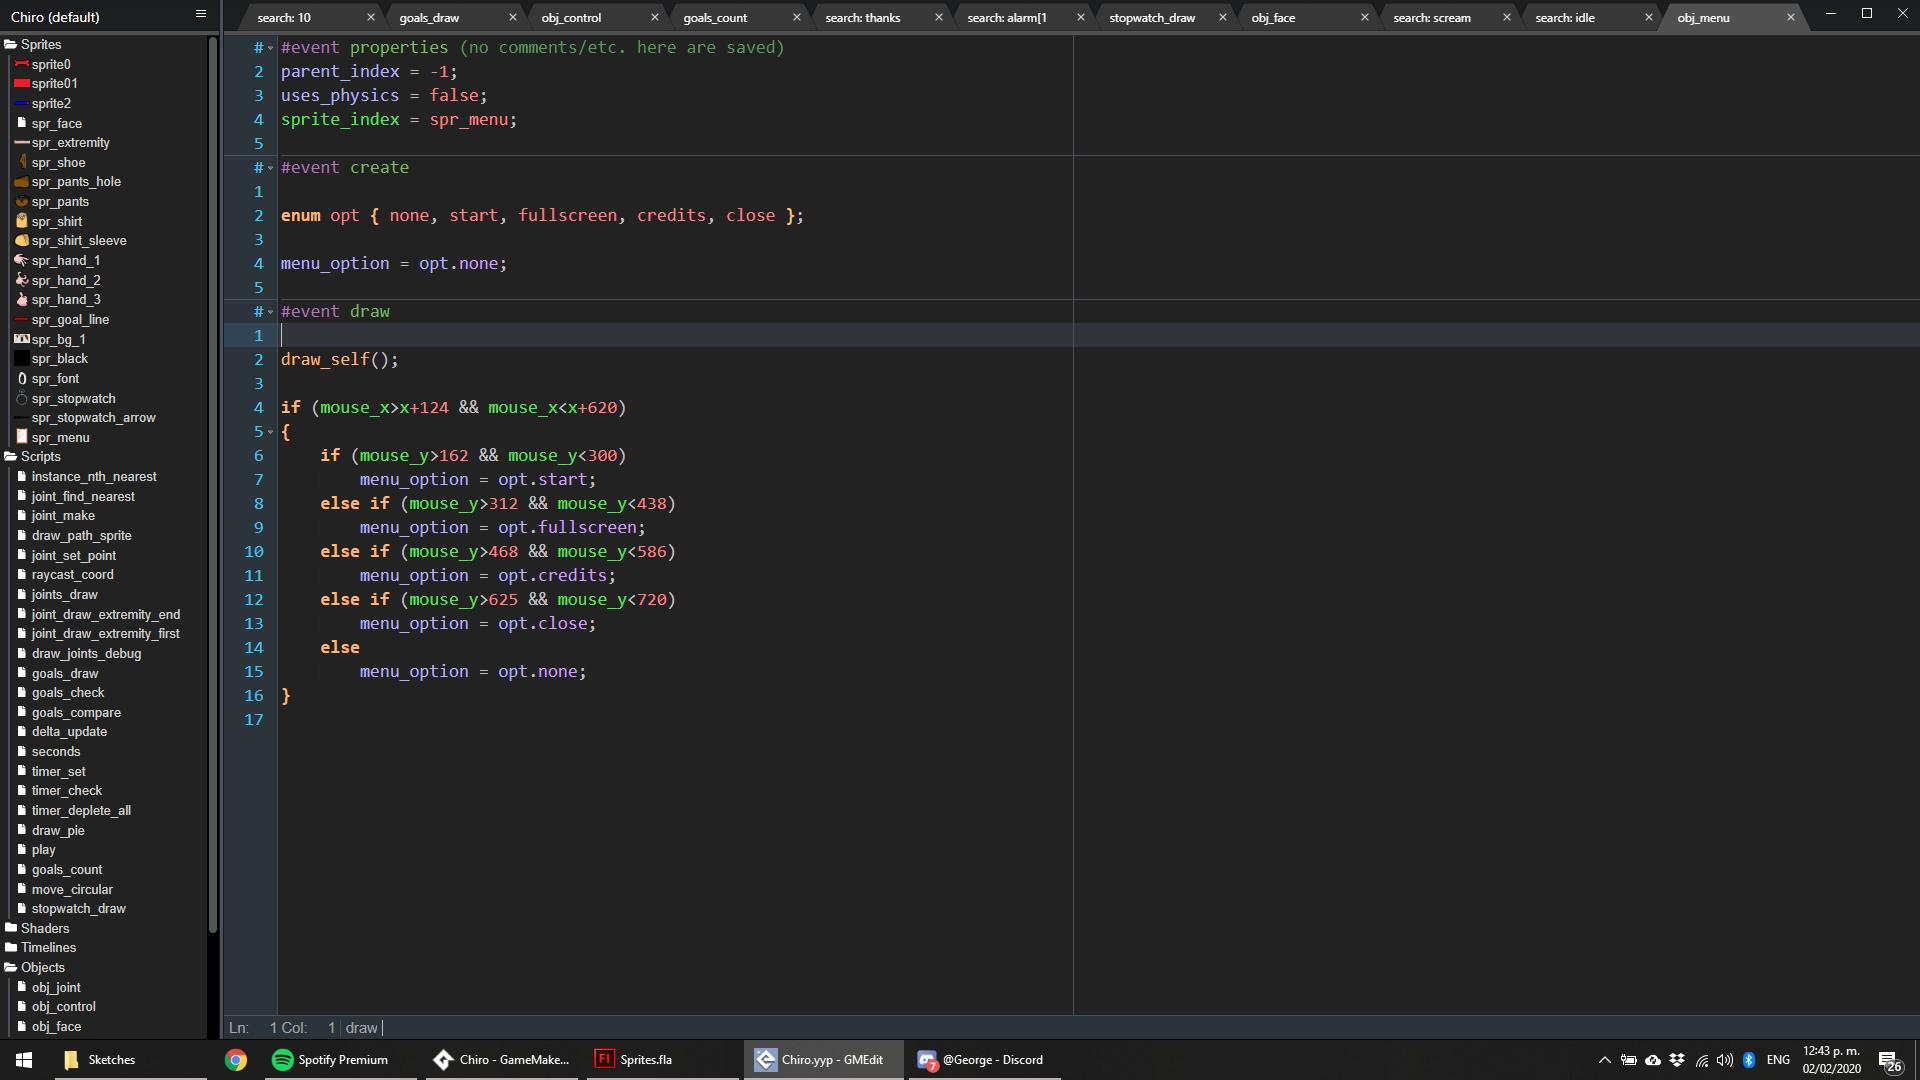 Chiro (default)
search: 10
goals_draw
obj_control
goals_count
search: thanks
search: alarm[1
stopwatch_draw
obj_face
search: scream
search: idle
obj_menu
Sprites
sprite0
sprite01
sprite2
spr_face
spr_extremity
spr_shoe
spr_pants_hole
spr_pants
spr_shirt
spr_shirt_sleeve
spr_hand_1
spr_hand_2
spr_hand_3
spr_goal_line
spr_bg_1
spr_black
spr_font
spr_stopwatch
spr_stopwatch_arrow
spr_menu
Scripts
instance_nth_nearest
joint_find_nearest
joint_make
draw_path_sprite
joint_set_point
raycast_coord
joints_draw
joint_draw_extremity_end
joint_draw_extremity_first
draw_joints_debug
goals_draw
goals_check
goals_compare
delta_update
seconds
timer_set
timer_check
timer_deplete_all
draw_pie
play
goals_count
move_circular
stopwatch_draw
Shaders
Timelines
Objects
obj_joint
obj_control
obj_face
# #event properties (no comments/etc. here are saved)
2 parent_index = -1;
3 uses_physics = false;
4 sprite_index = spr_menu;
5
# #event create
1
2 enum opt { none, start, fullscreen, credits, close };
3
4 menu_option = opt.none;
5
# #event draw
1
2 draw_self();
3
4 if (mouse_x>x+124 && mouse_x<x+620)
5 {
6 if (mouse_y>162 && mouse_y<300)
7 menu_option = opt.start;
8 else if (mouse_y>312 && mouse_y<438)
9 menu_option = opt.fullscreen;
10 else if (mouse_y>468 && mouse_y<586)
11 menu_option = opt.credits;
12 else if (mouse_y>625 && mouse_y<720)
13 menu_option = opt.close;
14 else
15 menu_option = opt.none;
16 }
17
Ln: 1 Col: 1 draw
Sketches
Spotify Premium
Chiro - GameMake...
Fl Sprites.fla
Chiro.yyp - GMEdit
7 @George - Discord
ENG
12:43 p. m.
02/02/2020
26